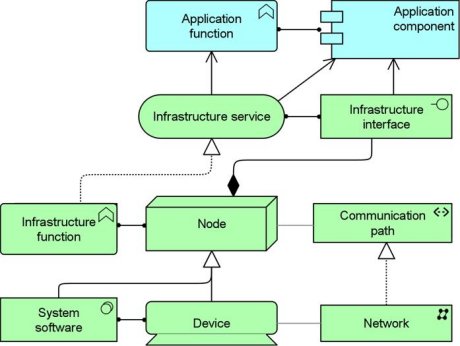 Application
function
Application
component
Infrastructure service
Infrastructure
interface
Infrastructure
function
Node
Communication
path
System
software
Device
Network